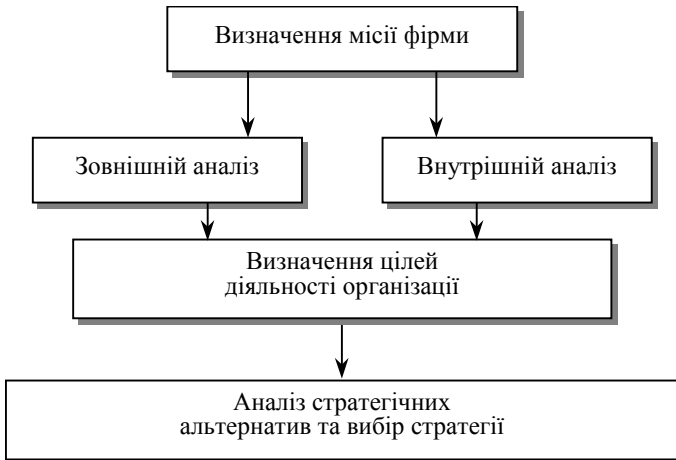 Визначення місії фірми
Зовнішній аналіз
Внутрішній аналіз
Визначення цілей
діяльності організації
Аналіз стратегічних
альтернатив та вибір стратегії